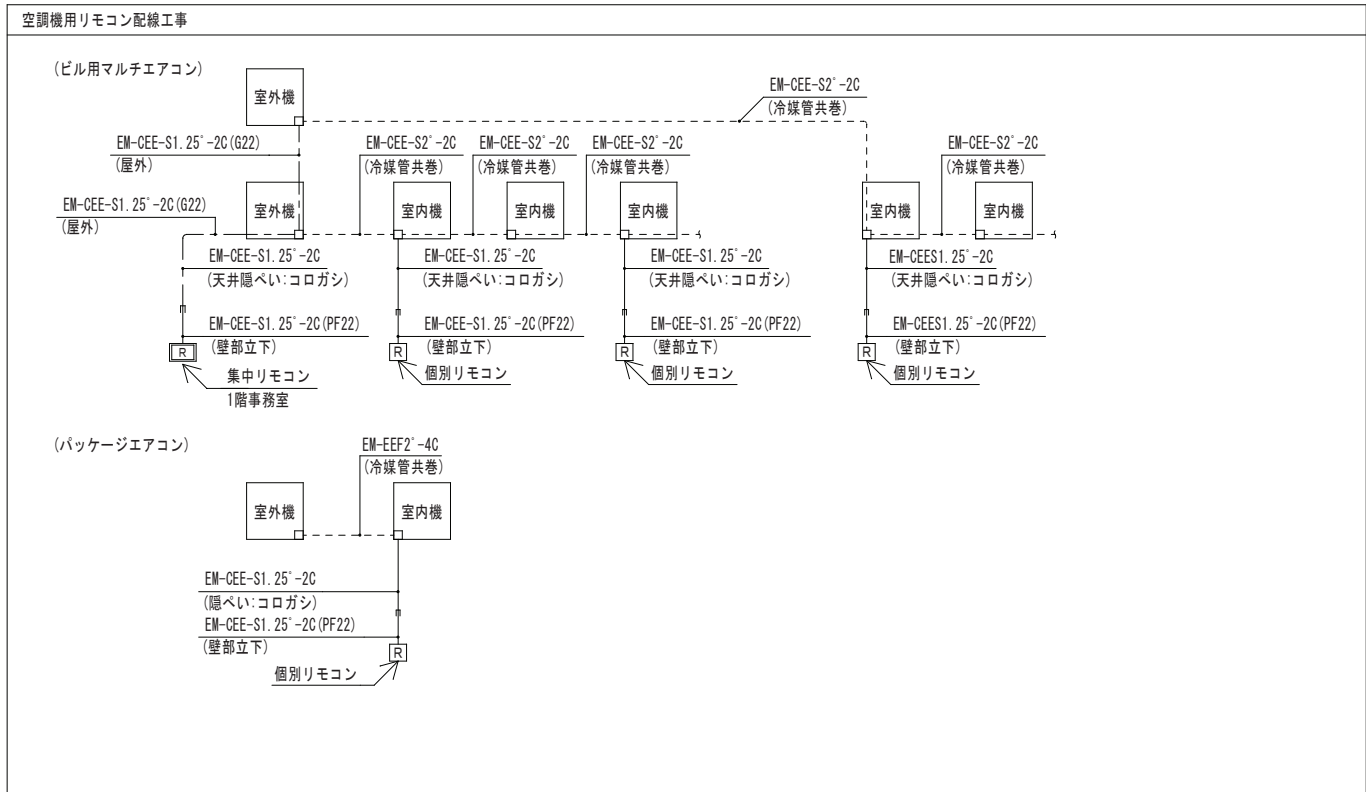 空調機用リモコン配線工事
(ビル用マルチエアコン)
室外機
EM-CEE-S2°-2C
(冷媒管共巻)
EM-CEE-S1.25°-2C(G22)
(屋外)
EM-CEE-S2°-2C
(冷媒管共巻)
EM-CEE-S2°-2C
(冷媒管共巻)
EM-CEE-S2°-2C
(冷媒管共巻)
EM-CEE-S2°-2C
(冷媒管共巻)
EM-CEE-S1.25°-2C(G22)
(屋外)
室外機
室内機
室内機
室内機
室内機
室内機
EM-CEE-S1.25°-2C
(天井隠ぺい:コロガシ)
EM-CEE-S1.25°-2C
(天井隠ぺい:コロガシ)
EM-CEE-S1.25°-2C
(天井隠ぺい:コロガシ)
EM-CEES1.25°-2C
(天井隠ぺい:コロガシ)
EM-CEE-S1.25°-2C(PF22)
(壁部立下)
EM-CEE-S1.25°-2C(PF22)
(壁部立下)
EM-CEE-S1.25°-2C(PF22)
(壁部立下)
EM-CEES1.25°-2C(PF22)
(壁部立下)
R
R
R
R
集中リモコン
1階事務室
個別リモコン
個別リモコン
個別リモコン
(パッケージエアコン)
EM-EEF2°-4C
(冷媒管共巻)
室外機
室内機
EM-CEE-S1.25°-2C
(隠ぺい:コロガシ)
EM-CEE-S1.25°-2C(PF22)
(壁部立下)
R
個別リモコン